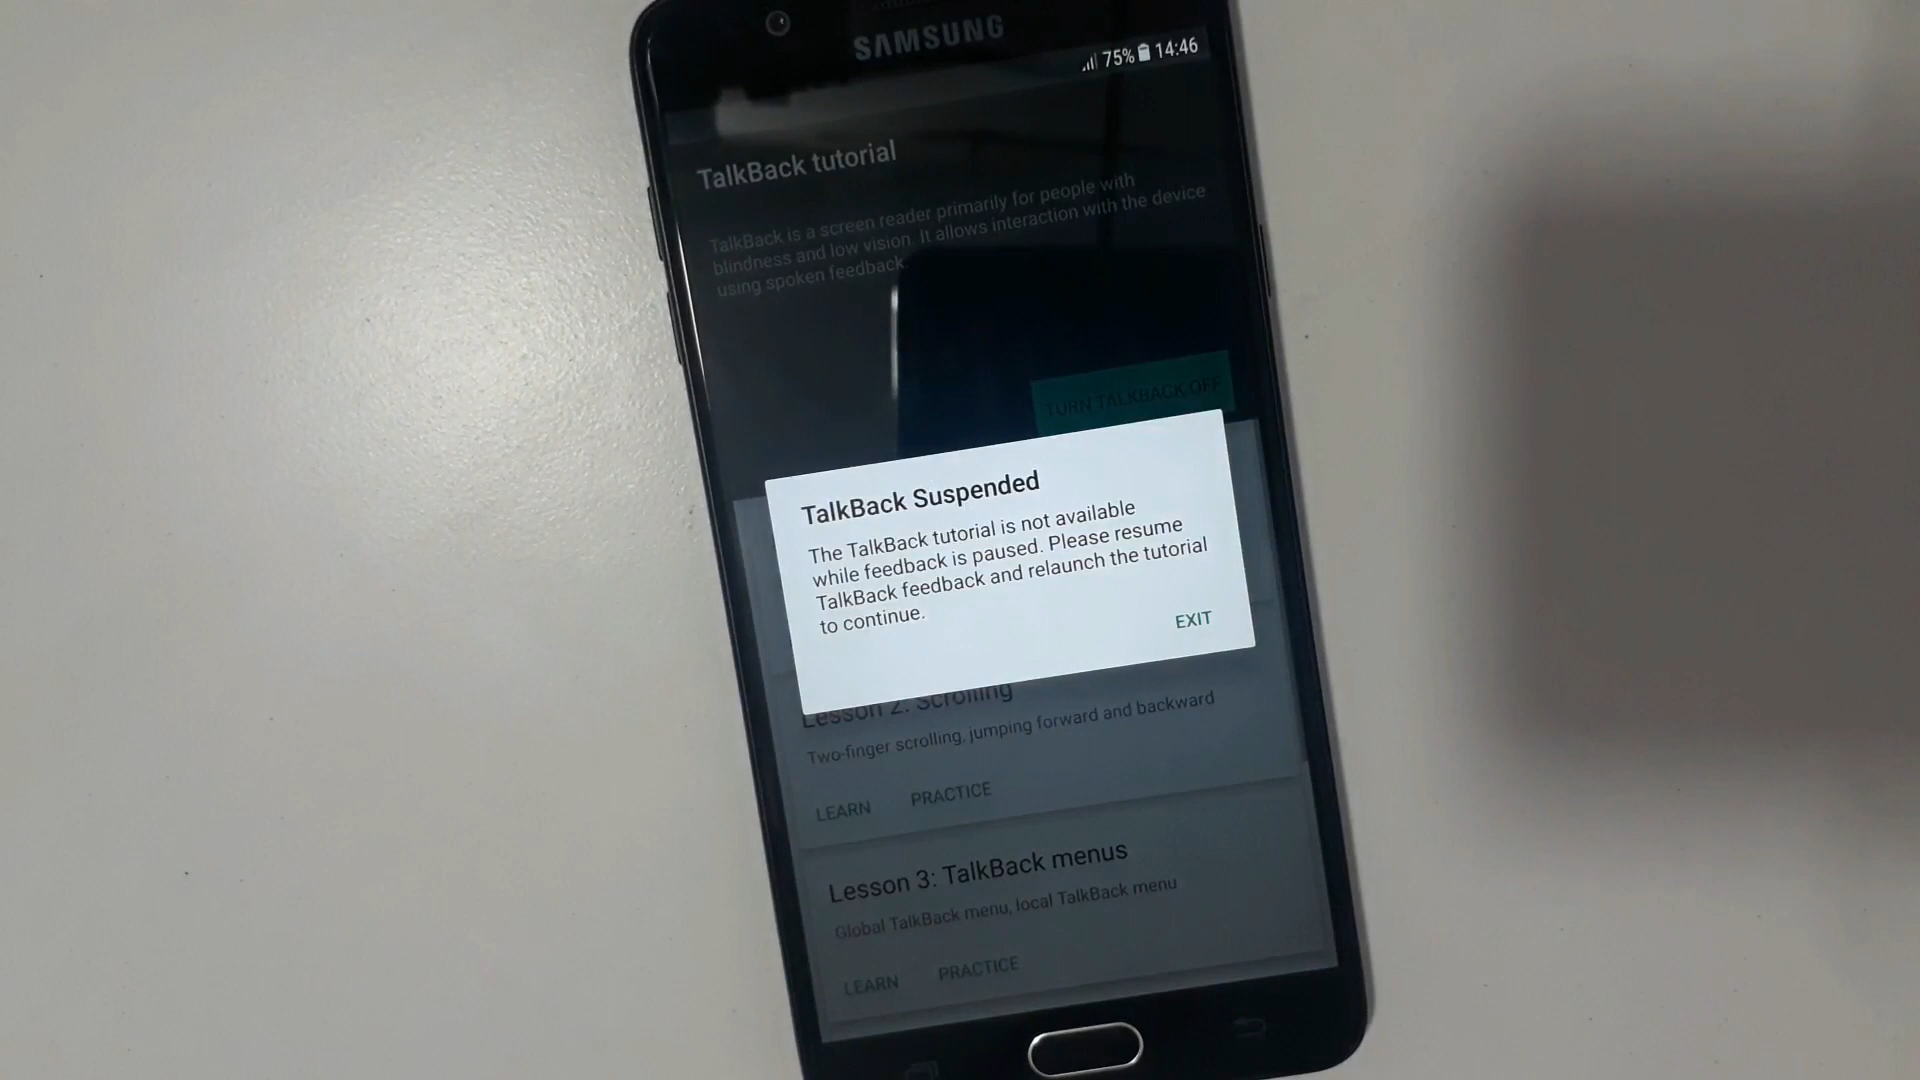 SAMSUNG
75% 14:46
TalkBack tutorial
TalkBack is a screen reader primarily for people with
blindness and low vision. It allows interaction with the device
using spoken feedback.
TURN TALKBACK OFF
TalkBack Suspended
The TalkBack tutorial is not available
while feedback is paused. Please resume
TalkBack feedback and relaunch the tutorial
to continue.
EXIT
Lesson 2: Scrolling
Two-finger scrolling, jumping forward and backward
LEARN PRACTICE
Lesson 3: TalkBack menus
Global TalkBack menu, local TalkBack menu
LEARN PRACTICE